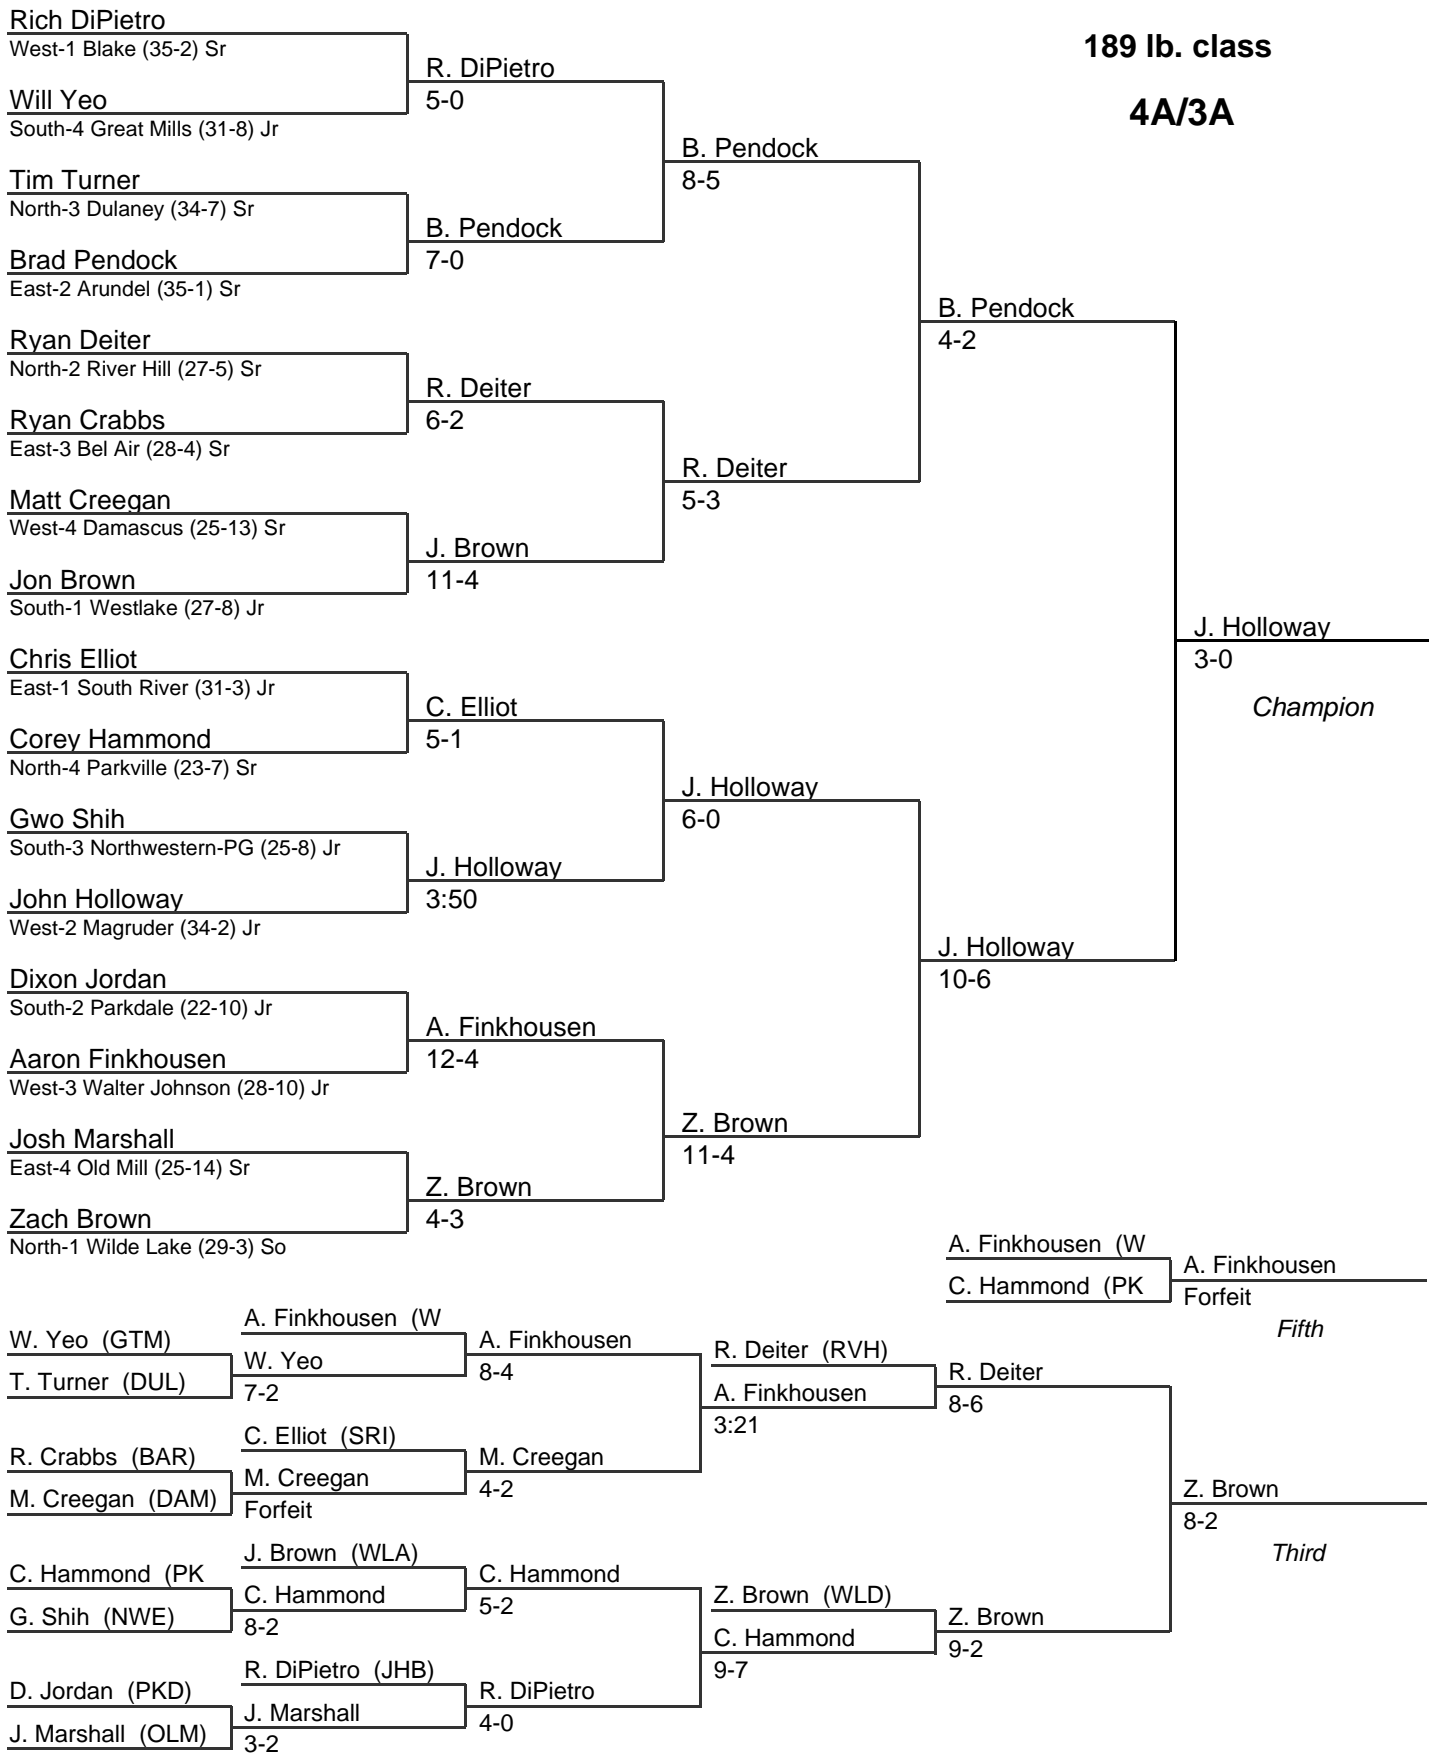 189 lb. class
4A/3A
Rich DiPietro
West-1 Blake (35-2) Sr
Will Yeo
South-4 Great Mills (31-8) Jr
Tim Turner
North-3 Dulaney (34-7) Sr
Brad Pendock
East-2 Arundel (35-1) Sr
Ryan Deiter
North-2 River Hill (27-5) Sr
Ryan Crabbs
East-3 Bel Air (28-4) Sr
Matt Creegan
West-4 Damascus (25-13) Sr
Jon Brown
South-1 Westlake (27-8) Jr
Chris Elliot
East-1 South River (31-3) Jr
Corey Hammond
North-4 Parkville (23-7) Sr
Gwo Shih
South-3 Northwestern-PG (25-8) Jr
John Holloway
West-2 Magruder (34-2) Jr
Dixon Jordan
South-2 Parkdale (22-10) Jr
Aaron Finkhousen
West-3 Walter Johnson (28-10) Jr
Josh Marshall
East-4 Old Mill (25-14) Sr
Zach Brown
North-1 Wilde Lake (29-3) So
R. DiPietro
5-0
B. Pendock
7-0
R. Deiter
6-2
J. Brown
11-4
C. Elliot
5-1
J. Holloway
3:50
A. Finkhousen
12-4
Z. Brown
4-3
B. Pendock
8-5
R. Deiter
5-3
J. Holloway
6-0
Z. Brown
11-4
B. Pendock
4-2
J. Holloway
10-6
J. Holloway
3-0
Champion
A. Finkhousen (W
C. Hammond (PK
A. Finkhousen
Forfeit
Fifth
W. Yeo (GTM)
T. Turner (DUL)
R. Crabbs (BAR)
M. Creegan (DAM)
C. Hammond (PK
G. Shih (NWE)
D. Jordan (PKD)
J. Marshall (OLM)
A. Finkhousen (W
W. Yeo
7-2
C. Elliot (SRI)
M. Creegan
Forfeit
J. Brown (WLA)
C. Hammond
8-2
R. DiPietro (JHB)
J. Marshall
3-2
A. Finkhousen
8-4
M. Creegan
4-2
C. Hammond
5-2
R. DiPietro
4-0
R. Deiter (RVH)
A. Finkhousen
3:21
Z. Brown (WLD)
C. Hammond
9-7
R. Deiter
8-6
Z. Brown
9-2
Z. Brown
8-2
Third